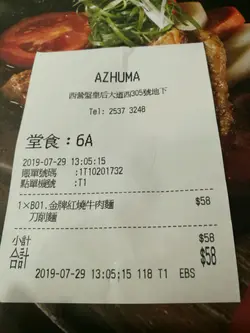 AZHUMA
西營盤皇后大道西305號地下
Tel: 2537 3248
堂食：6A
2019-07-29 13:05:15
賬單號碼 :1T10201732
點單機號 :T1
1×B01.金牌紅燒牛肉麵 $58
刀削麵
小計 $58
合計 $58
2019-07-29 13:05:15 118 T1 EBS